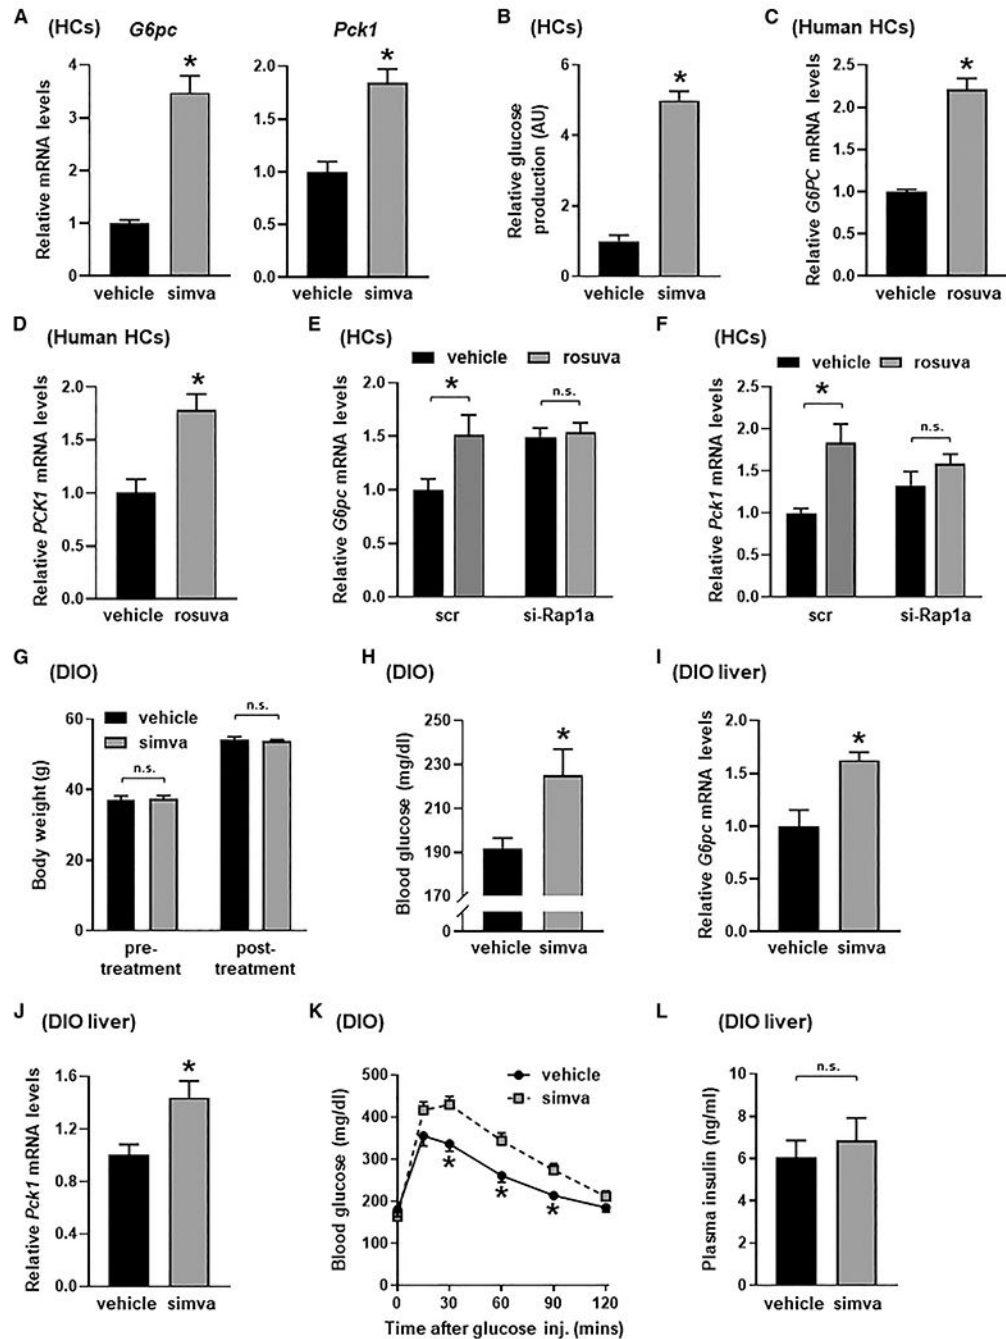 A (HCs) G6pc Pck1
Relative mRNA levels
4
3
2
1
0
* 
vehicle simva
2.0
1.5
1.0
0.5
0.0
*
vehicle simva
B (HCs)
Relative glucose
production (AU)
6
4
2
0
*
vehicle simva
C (Human HCs)
Relative G6PC mRNA levels
2.5
2.0
1.5
1.0
0.5
0.0
*
vehicle rosuva
D (Human HCs)
Relative PCK1 mRNA levels
2.0
1.5
1.0
0.5
0.0
*
vehicle rosuva
E (HCs)
vehicle rosuva
Relative G6pc mRNA levels
2.0
1.5
1.0
0.5
0.0
*
n.s.
scr si-Rap1a
F (HCs)
vehicle rosuva
Relative Pck1 mRNA levels
2.5
2.0
1.5
1.0
0.5
0.0
*
n.s.
scr si-Rap1a
G (DIO)
vehicle
simva
Body weight (g)
60
40
20
0
n.s.
n.s.
pre-
treatment
post-
treatment
H (DIO)
Blood glucose (mg/dl)
250
230
210
190
170
0
*
vehicle simva
I (DIO liver)
Relative G6pc mRNA levels
2.0
1.5
1.0
0.5
0.0
*
vehicle simva
J (DIO liver)
Relative Pck1 mRNA levels
1.6
1.2
0.8
0.4
0.0
*
vehicle simva
K (DIO)
vehicle
simva
Blood glucose (mg/dl)
500
400
300
200
100
0
* * *
0 30 60 90 120
Time after glucose inj. (mins)
L (DIO liver)
Plasma insulin (ng/ml)
10
8
6
4
2
0
n.s.
vehicle simva